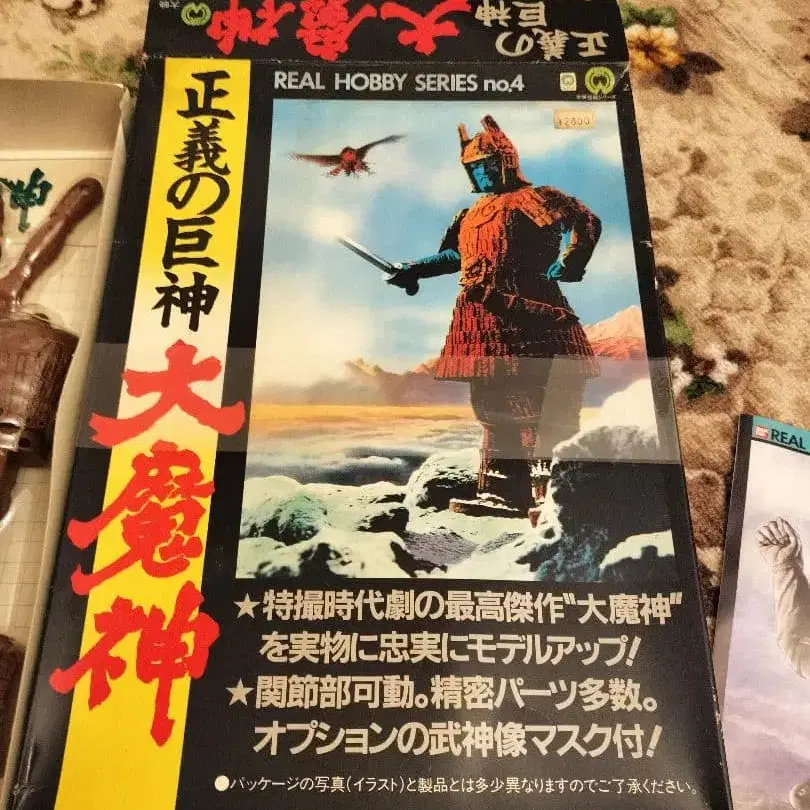 正義の
巨神
大魔神
大映
REAL HOBBY SERIES no.4
¥2800
正義の巨神
大魔神
★特撮時代劇の最高傑作"大魔神"
を実物に忠実にモデルアップ!
★関節部可動。精密パーツ多数。
オプションの武神像マスク付!
●パッケージの写真(イラスト)と製品とは多少異なりますのでご了承ください。
神
REAL